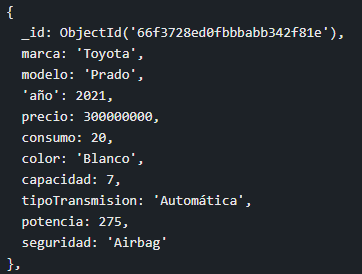 {
_id: ObjectId('66f3728ed0fbbbabb342f81e'),
marca: 'Toyota',
modelo: 'Prado',
'año': 2021,
precio: 300000000,
consumo: 20,
color: 'Blanco',
capacidad: 7,
tipoTransmision: 'Automática',
potencia: 275,
seguridad: 'Airbag'
},